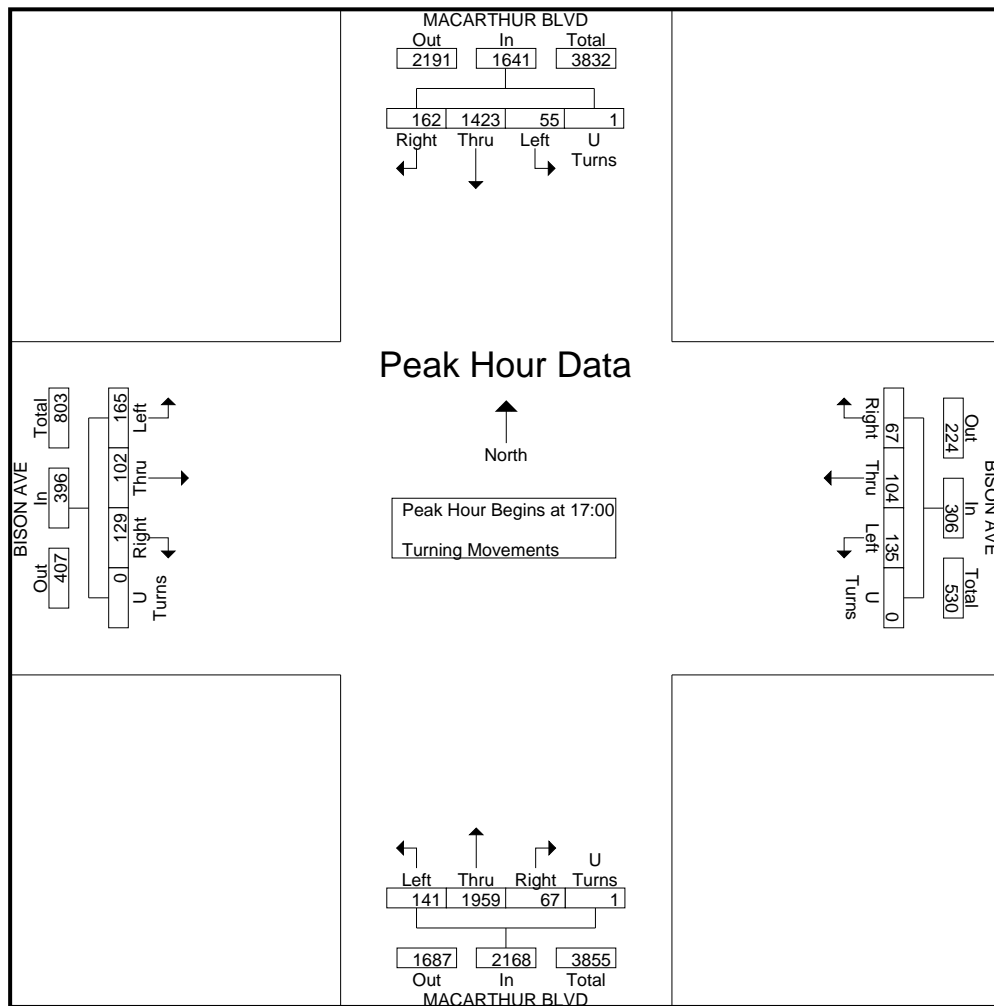 MACARTHUR BLVD
Out In Total
2191 1641 3832
162 1423 55 1
Right Thru Left U
Turns
Peak Hour Data
North
Peak Hour Begins at 17:00
Turning Movements
BISON AVE
Total In Out
803 396 407
165 102 129 0
Left Thru Right U
Turns
Right Thru Left U
Turns
67 104 135 0
Out In Total
224 306 530
BISON AVE
U
Left Thru Right Turns
141 1959 67 1
1687 2168 3855
Out In Total
MACARTHUR BLVD